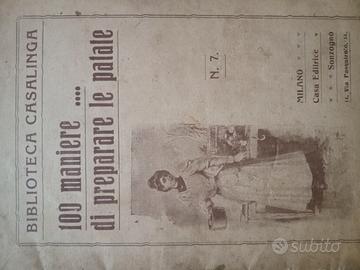 BIBLIOTECA CASALINGA
100 maniere ....
di preparare le patate
N. 7.
MILANO
Casa Editrice
Sonzogno
14, Via Pasquirolo, 14.
subito